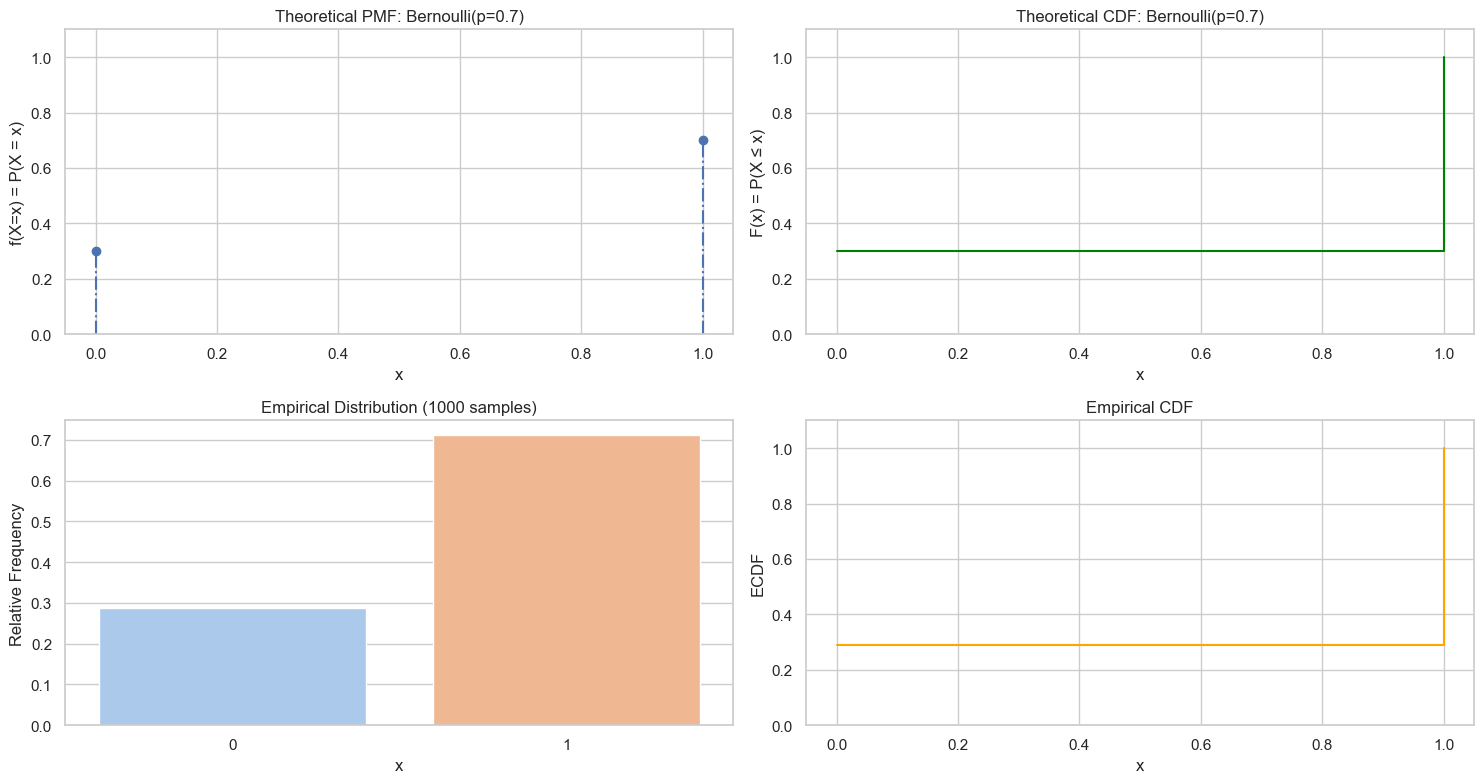 Theoretical PMF: Bernoulli(p=0.7)
f(X=x) = P(X = x)
1.0
0.8
0.6
0.4
0.2
0.0
0.0 0.2 0.4 0.6 0.8 1.0
x
Theoretical CDF: Bernoulli(p=0.7)
F(x) = P(X ≤ x)
1.0
0.8
0.6
0.4
0.2
0.0
0.0 0.2 0.4 0.6 0.8 1.0
x
Empirical Distribution (1000 samples)
Relative Frequency
0.7
0.6
0.5
0.4
0.3
0.2
0.1
0.0
0 1
x
Empirical CDF
ECDF
1.0
0.8
0.6
0.4
0.2
0.0
0.0 0.2 0.4 0.6 0.8 1.0
x